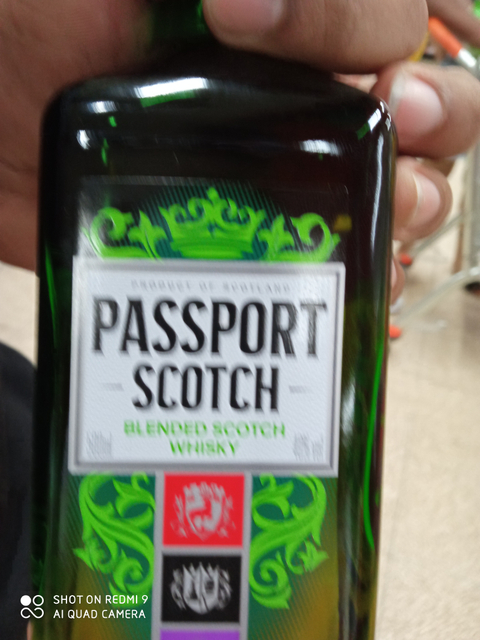 PRODUCT OF SCOTLAND
PASSPORT
SCOTCH
BLENDED SCOTCH
WHISKY
SHOT ON REDMI 9
AI QUAD CAMERA